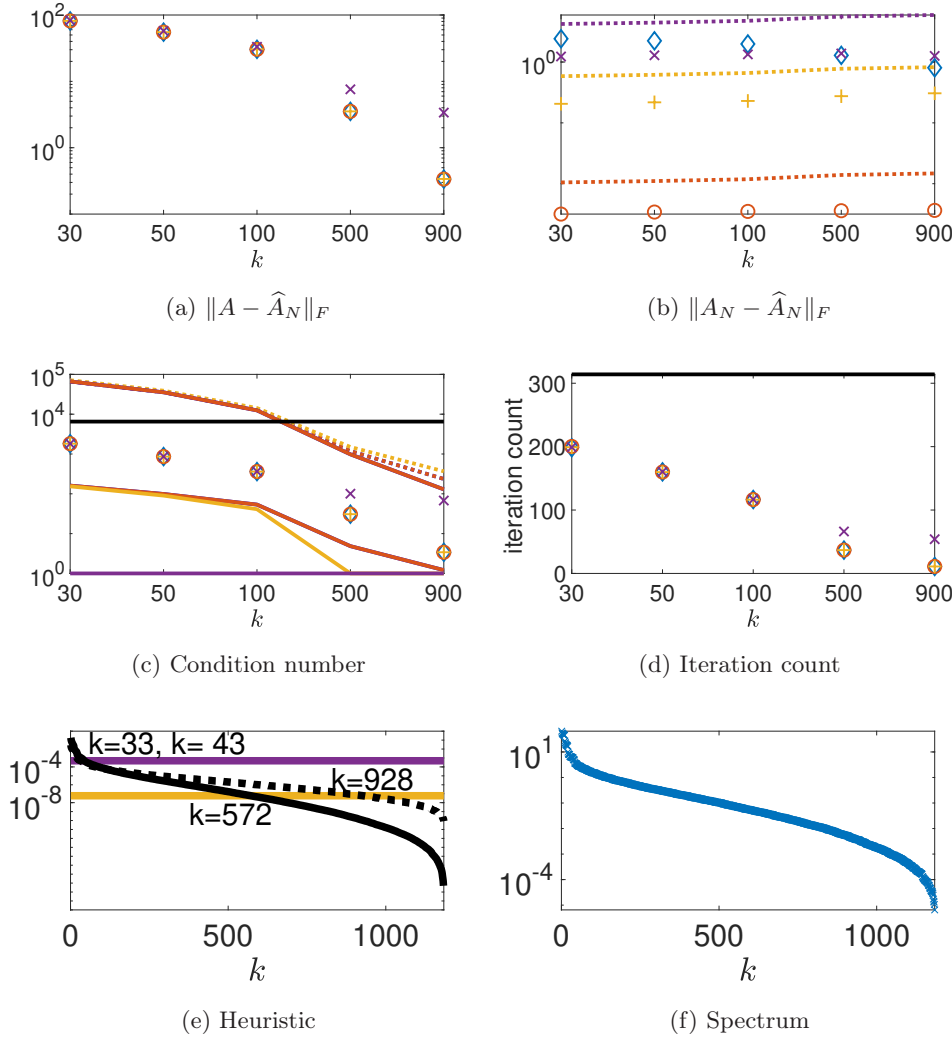 10^2
10^0
30 50 100 500 900
k
(a) ‖A − Â_N‖_F
10^0
30 50 100 500 900
k
(b) ‖A_N − Â_N‖_F
10^5
10^4
10^0
30 50 100 500 900
k
(c) Condition number
iteration count
300
200
100
0
30 50 100 500 900
k
(d) Iteration count
k=33, k= 43
10^-4
k=928
10^-8
k=572
0 500 1000
k
(e) Heuristic
10^1
10^-4
0 500 1000
k
(f) Spectrum